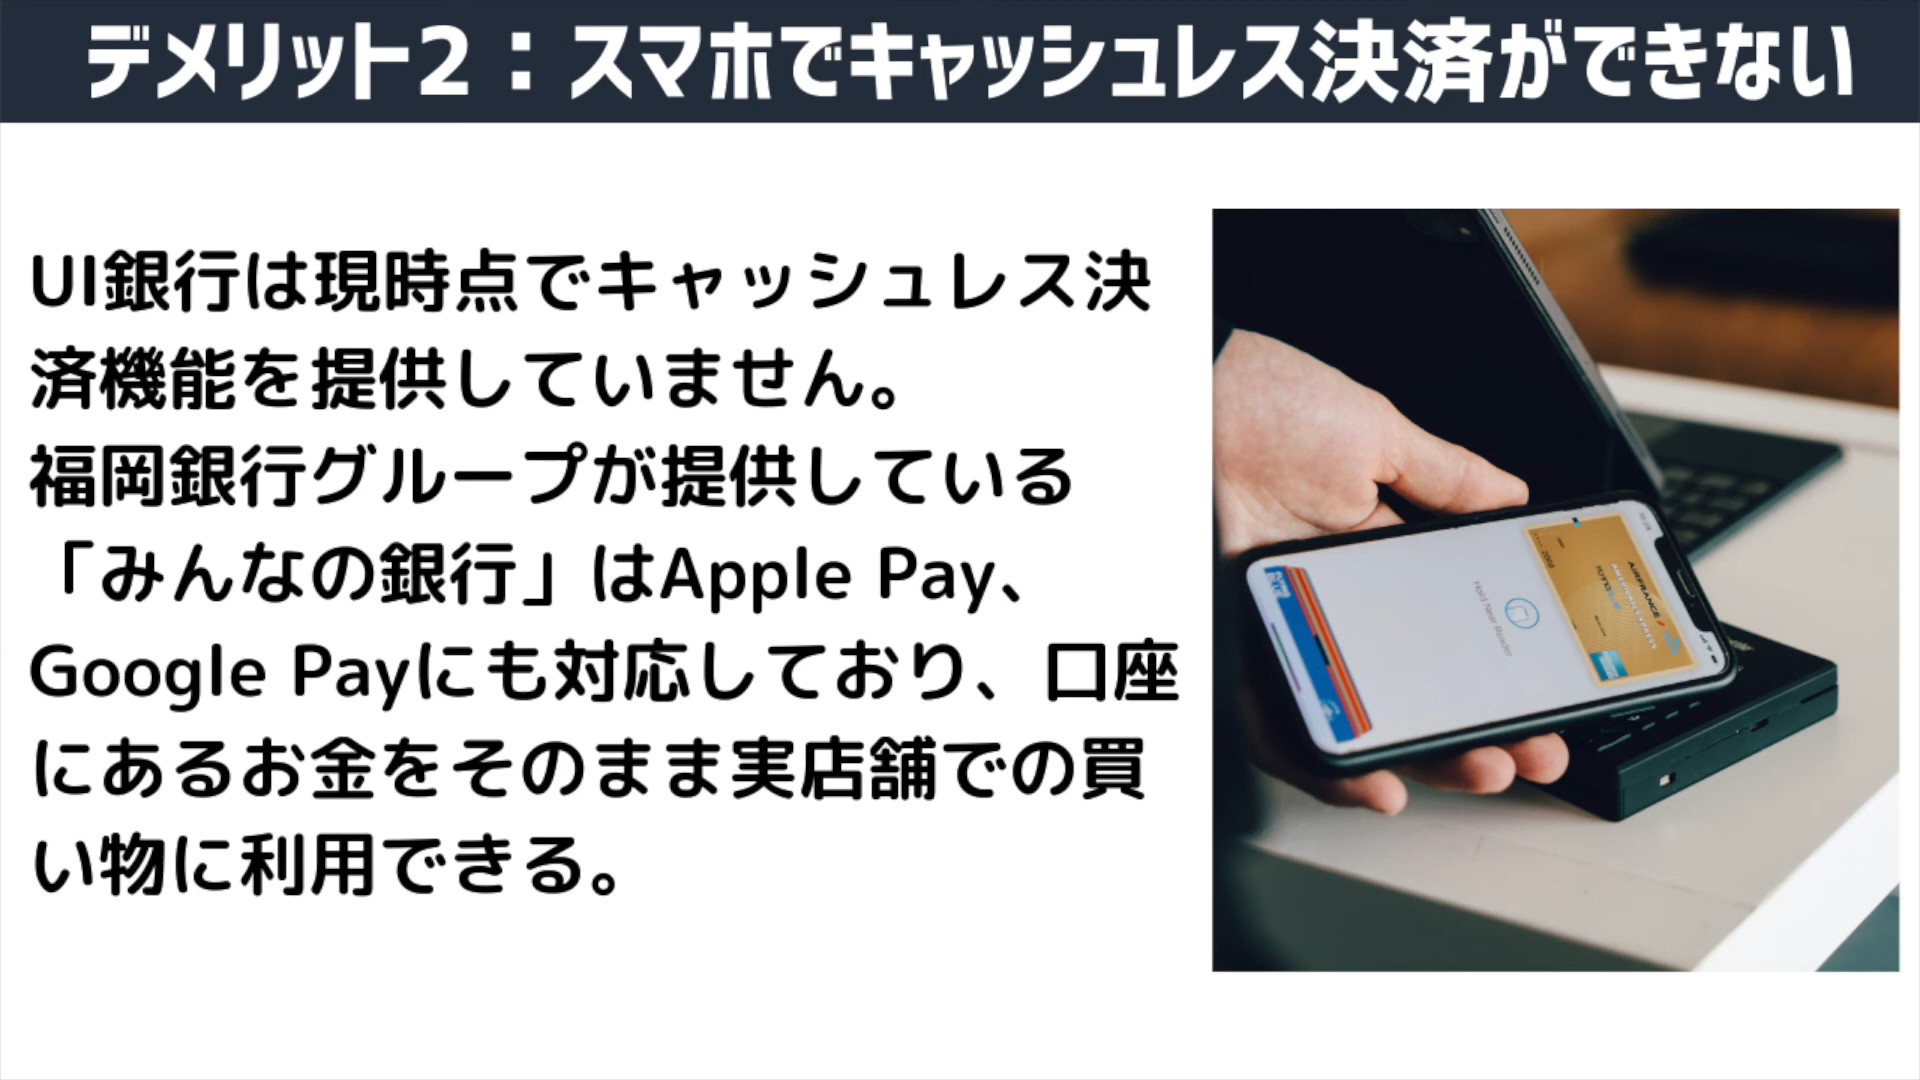 デメリット2：スマホでキャッシュレス決済ができない
UI銀行は現時点でキャッシュレス決
済機能を提供していません。
福岡銀行グループが提供している
「みんなの銀行」はApple Pay、
Google Payにも対応しており、口座
にあるお金をそのまま実店舗での買
い物に利用できる。
Hold Near Reader
AIRFRANCE
AMERICAN EXPRESS